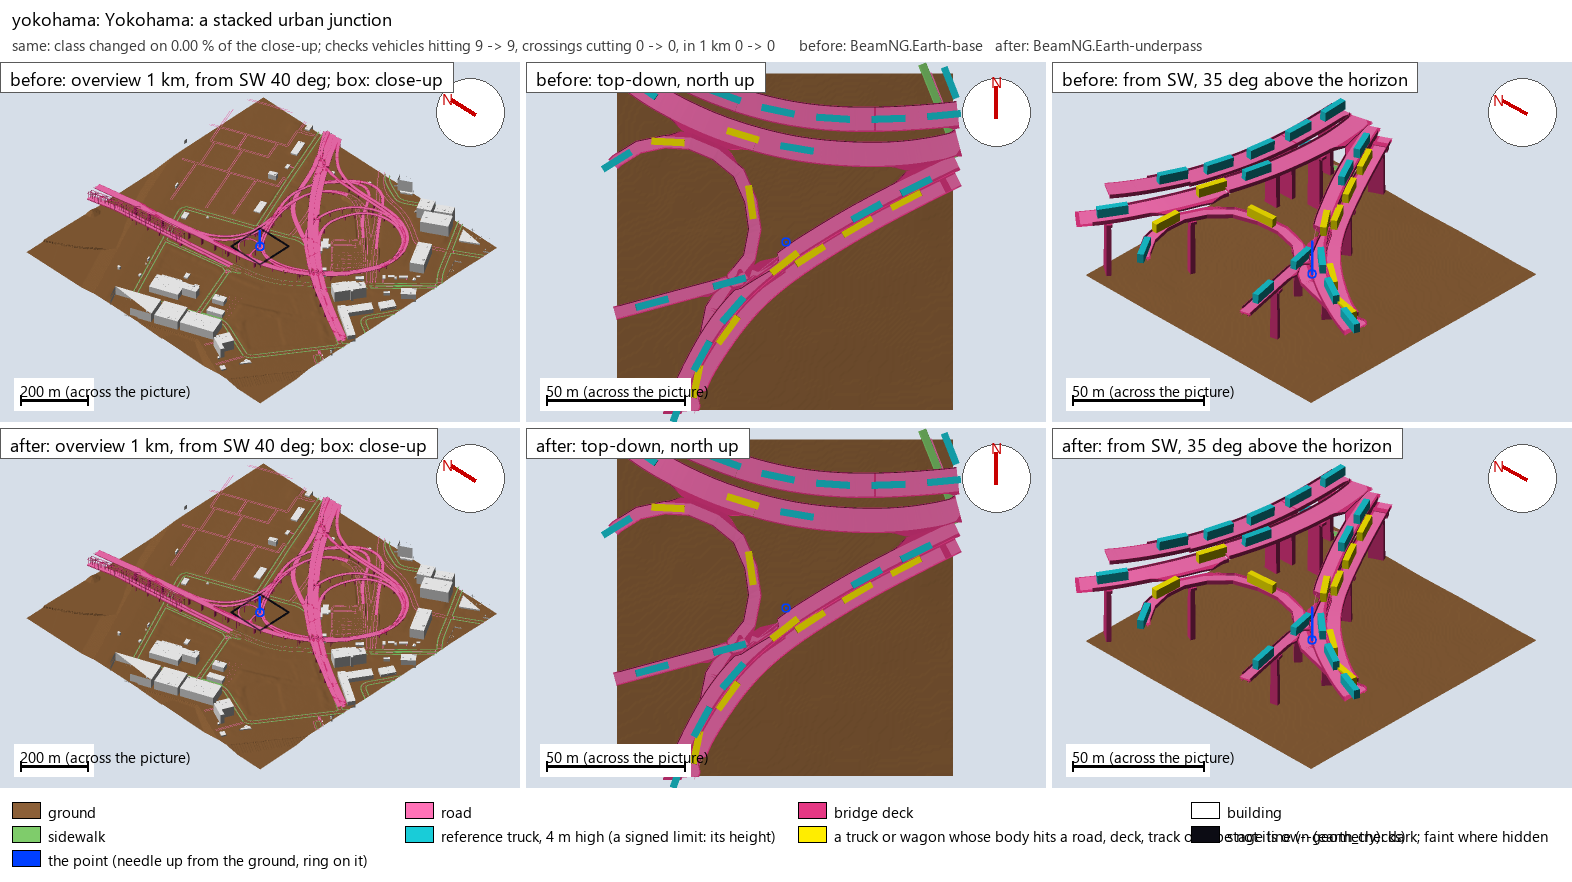 yokohama: Yokohama: a stacked urban junction
same: class changed on 0.00 % of the close-up; checks vehicles hitting 9 -> 9, crossings cutting 0 -> 0, in 1 km 0 -> 0 before: BeamNG.Earth-base after: BeamNG.Earth-underpass
before: overview 1 km, from SW 40 deg; box: close-up
N
200 m (across the picture)
before: top-down, north up
N
50 m (across the picture)
before: from SW, 35 deg above the horizon
N
50 m (across the picture)
after: overview 1 km, from SW 40 deg; box: close-up
N
200 m (across the picture)
after: top-down, north up
N
50 m (across the picture)
after: from SW, 35 deg above the horizon
N
50 m (across the picture)
ground
road
bridge deck
building
sidewalk
reference truck, 4 m high (a signed limit: its height)
a truck or wagon whose body hits a road, deck, track
dark; faint where hidden
the point (needle up from the ground, ring on it)